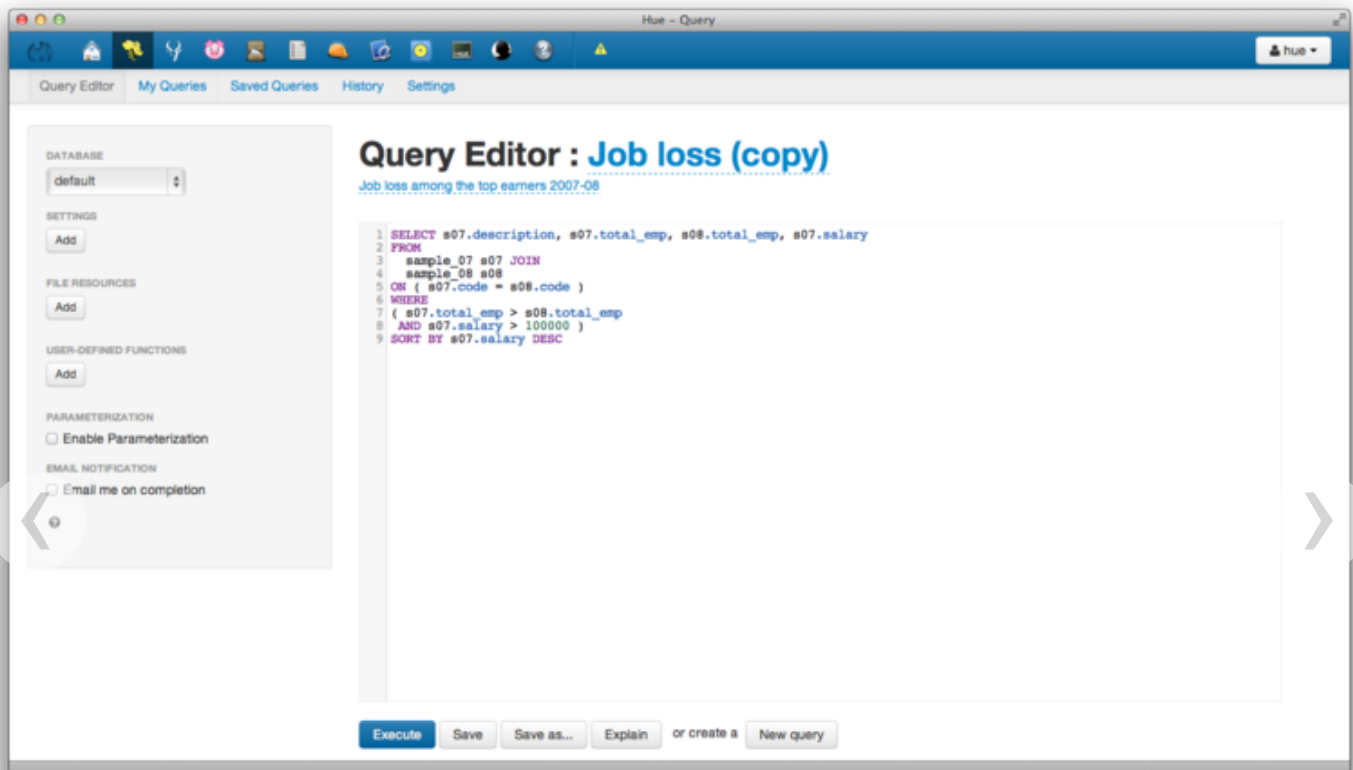 Hue – Query
hue
Query Editor My Queries Saved Queries History Settings
DATABASE
default
SETTINGS
Add
FILE RESOURCES
Add
USER-DEFINED FUNCTIONS
Add
PARAMETERIZATION
Enable Parameterization
EMAIL NOTIFICATION
Email me on completion
Query Editor : Job loss (copy)
Job loss among the top earners 2007-08
1 SELECT s07.description, s07.total_emp, s08.total_emp, s07.salary
2 FROM
3 sample_07 s07 JOIN
4 sample_08 s08
5 ON ( s07.code = s08.code )
6 WHERE
7 ( s07.total_emp > s08.total_emp
8 AND s07.salary > 100000 )
9 SORT BY s07.salary DESC
Execute Save Save as... Explain or create a New query